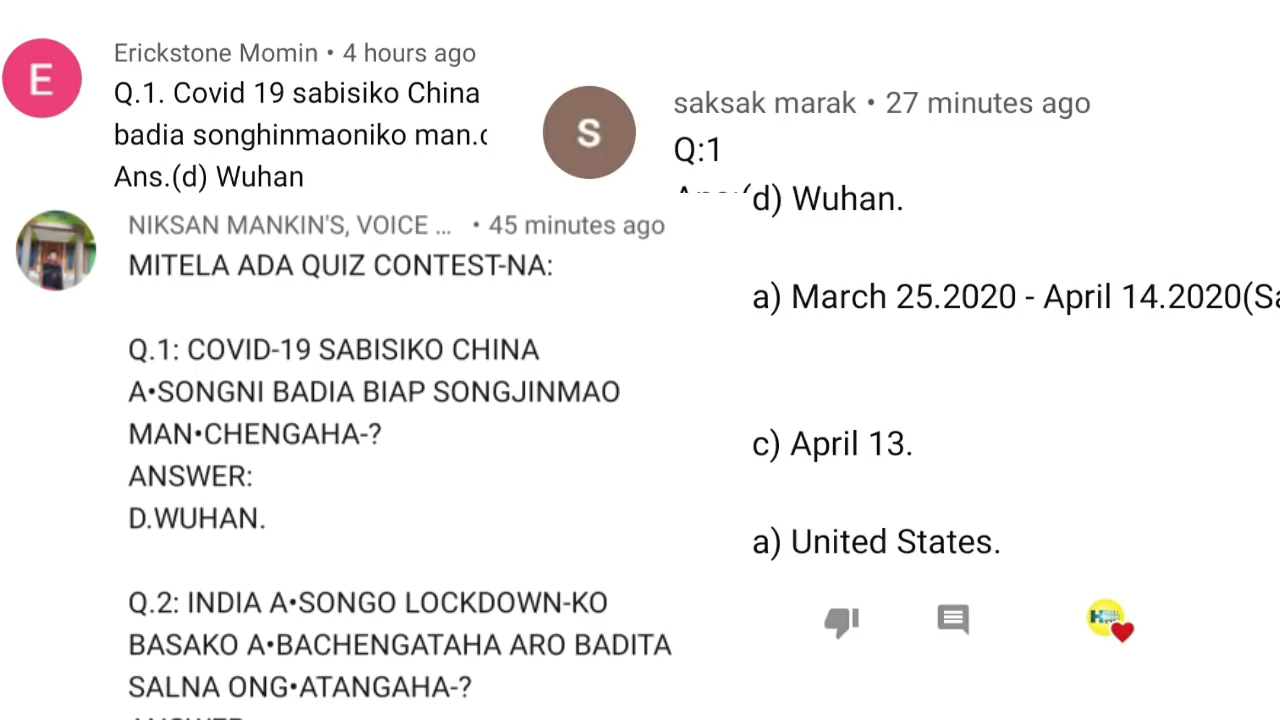 Erickstone Momin • 4 hours ago
Q.1. Covid 19 sabisiko China
badia songhinmaoniko man.c
Ans.(d) Wuhan
saksak marak • 27 minutes ago
Q:1
d) Wuhan.
a) March 25.2020 - April 14.2020(Sa
c) April 13.
a) United States.
NIKSAN MANKIN'S, VOICE ... • 45 minutes ago
MITELA ADA QUIZ CONTEST-NA:
Q.1: COVID-19 SABISIKO CHINA
A•SONGNI BADIA BIAP SONGJINMAO
MAN•CHENGAHA-?
ANSWER:
D.WUHAN.
Q.2: INDIA A•SONGO LOCKDOWN-KO
BASAKO A•BACHENGATAHA ARO BADITA
SALNA ONG•ATANGAHA-?